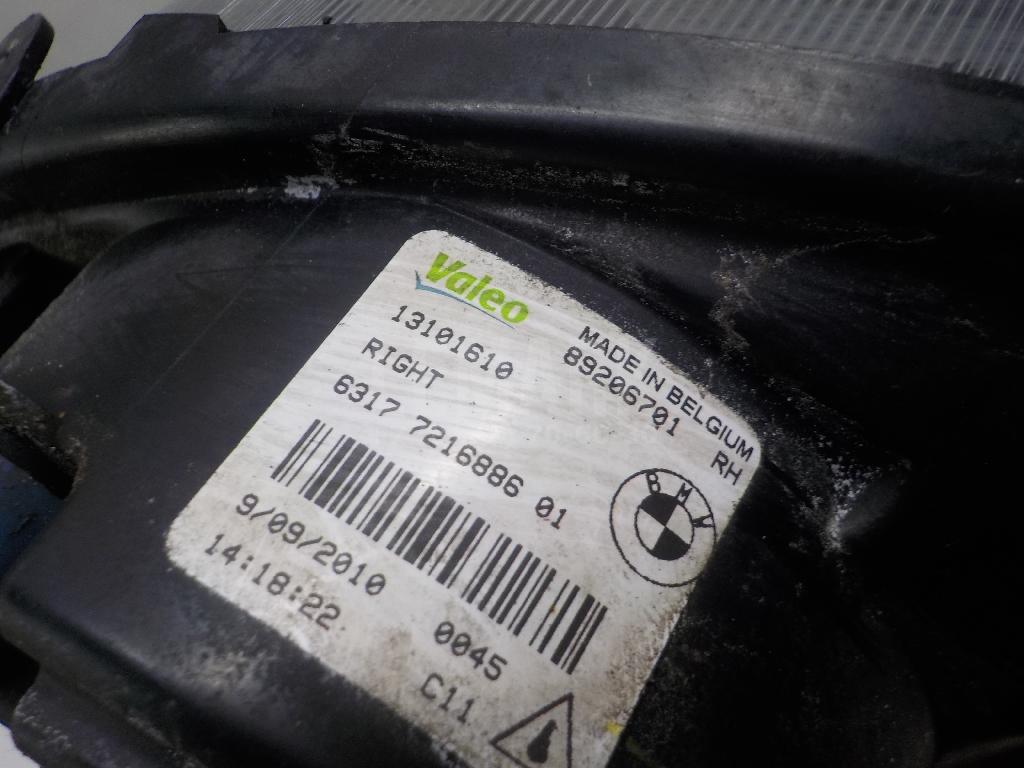 Valeo
MADE IN BELGIUM
13101610
89206701
RH
RIGHT
6317 7216886 01
BMW
9/09/2010
14:18:22
0045
C11